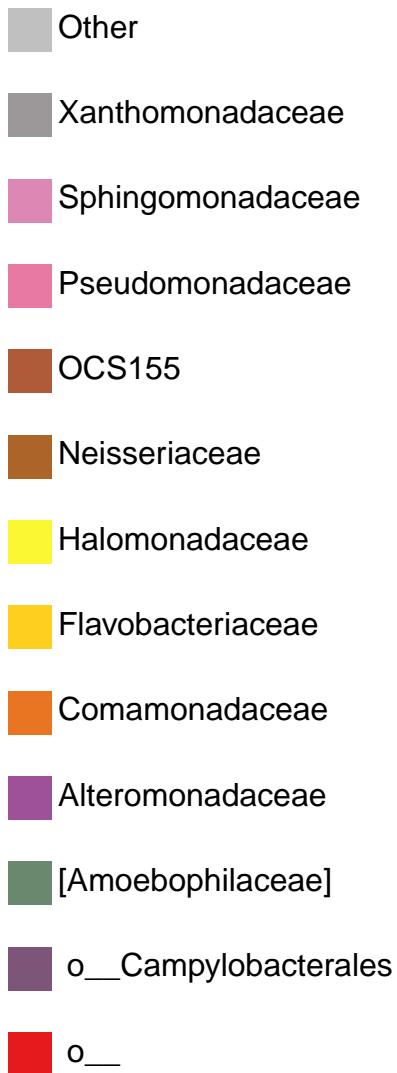 Other
Xanthomonadaceae
Sphingomonadaceae
Pseudomonadaceae
OCS155
Neisseriaceae
Halomonadaceae
Flavobacteriaceae
Comamonadaceae
Alteromonadaceae
[Amoebophilaceae]
o__Campylobacterales
o__